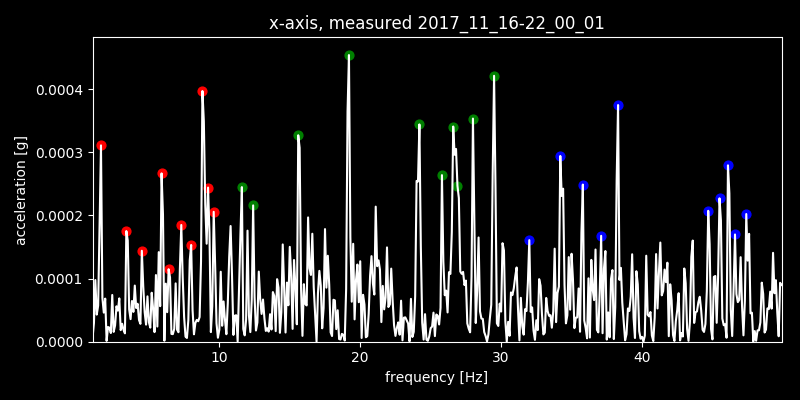 x-axis, measured 2017_11_16-22_00_01
acceleration [g]
0.0004
0.0003
0.0002
0.0001
0.0000
10 20 30 40
frequency [Hz]